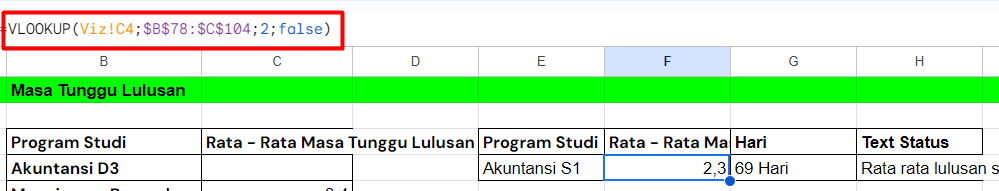 =VLOOKUP(Viz!C4;$B$78:$C$104;2;false)
B C D E F G H
Masa Tunggu Lulusan
Program Studi Rata - Rata Masa Tunggu Lulusan Program Studi Rata - Rata Mas Hari Text Status
Akuntansi D3 Akuntansi S1 2,3 69 Hari Rata rata lulusan s